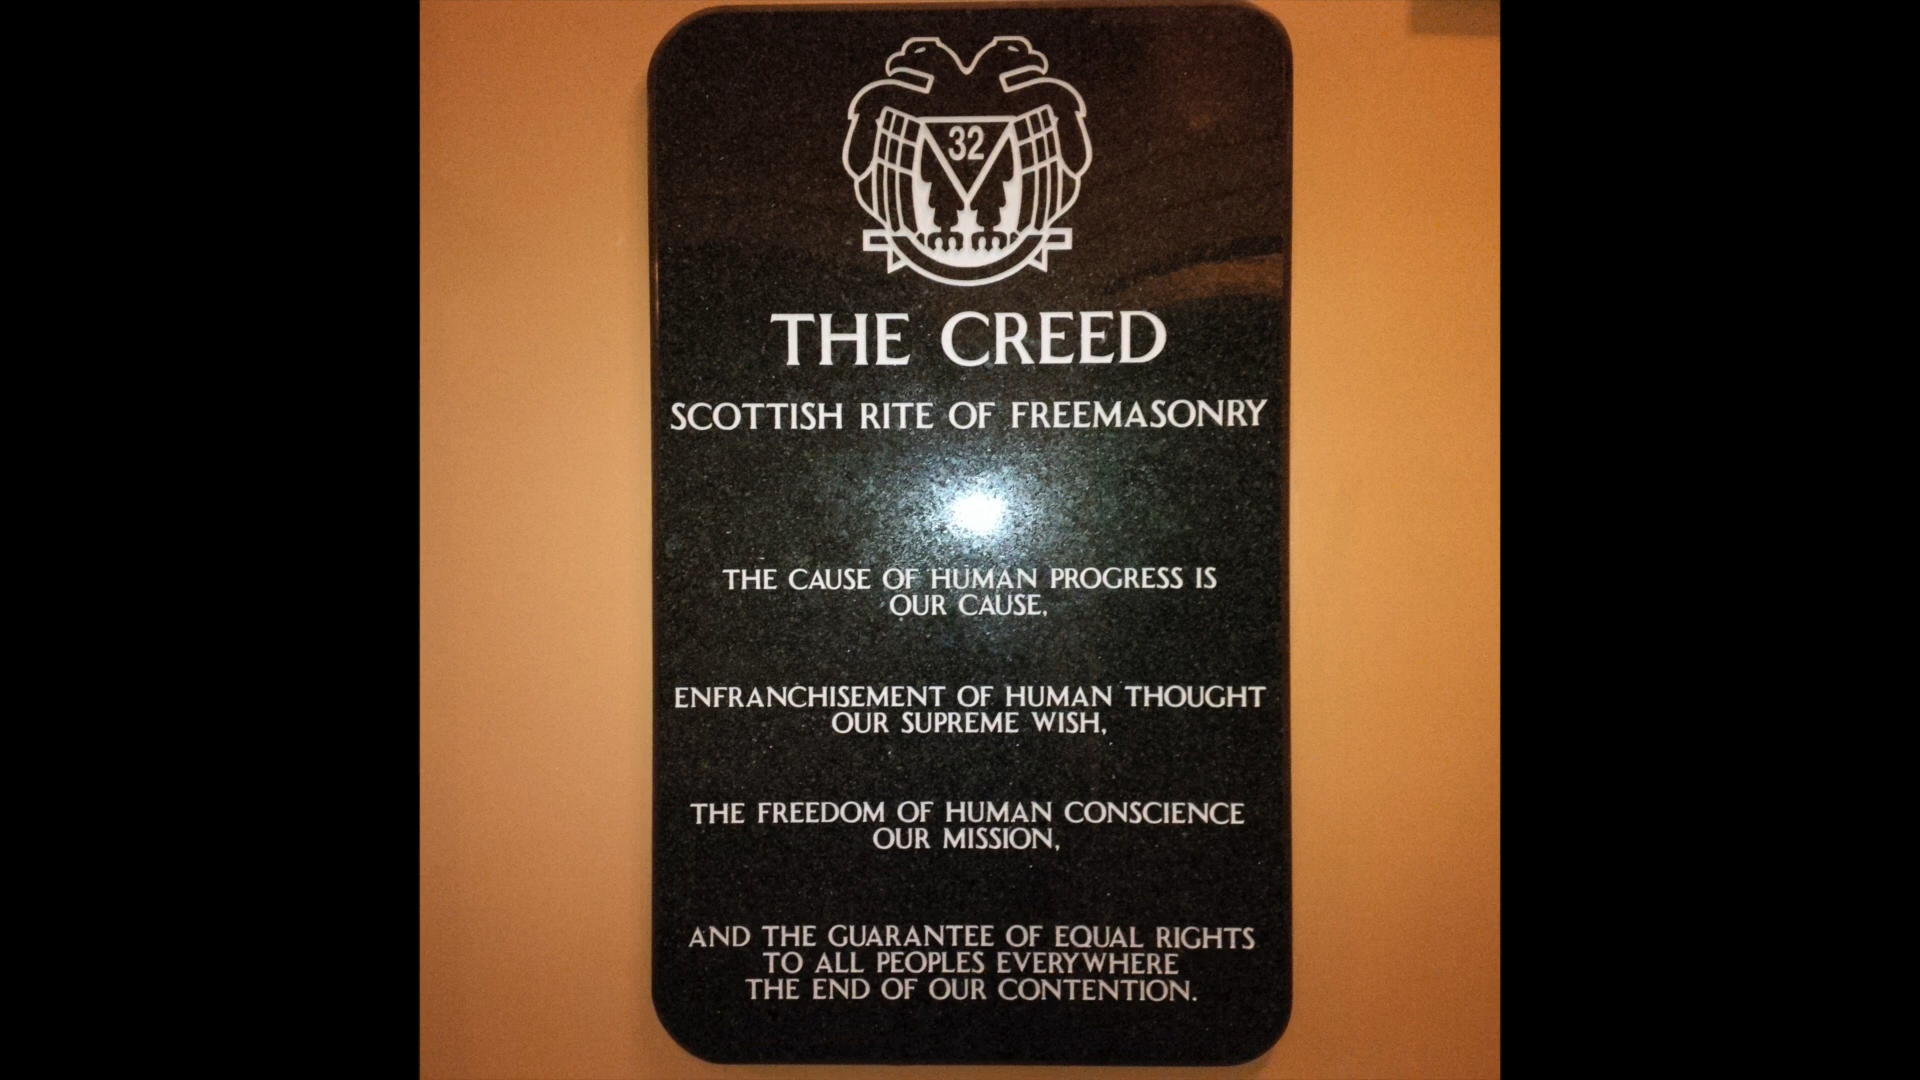 32
THE CREED
SCOTTISH RITE OF FREEMASONRY
THE CAUSE OF HUMAN PROGRESS IS
OUR CAUSE,
ENFRANCHISEMENT OF HUMAN THOUGHT
OUR SUPREME WISH,
THE FREEDOM OF HUMAN CONSCIENCE
OUR MISSION,
AND THE GUARANTEE OF EQUAL RIGHTS
TO ALL PEOPLES EVERYWHERE
THE END OF OUR CONTENTION.